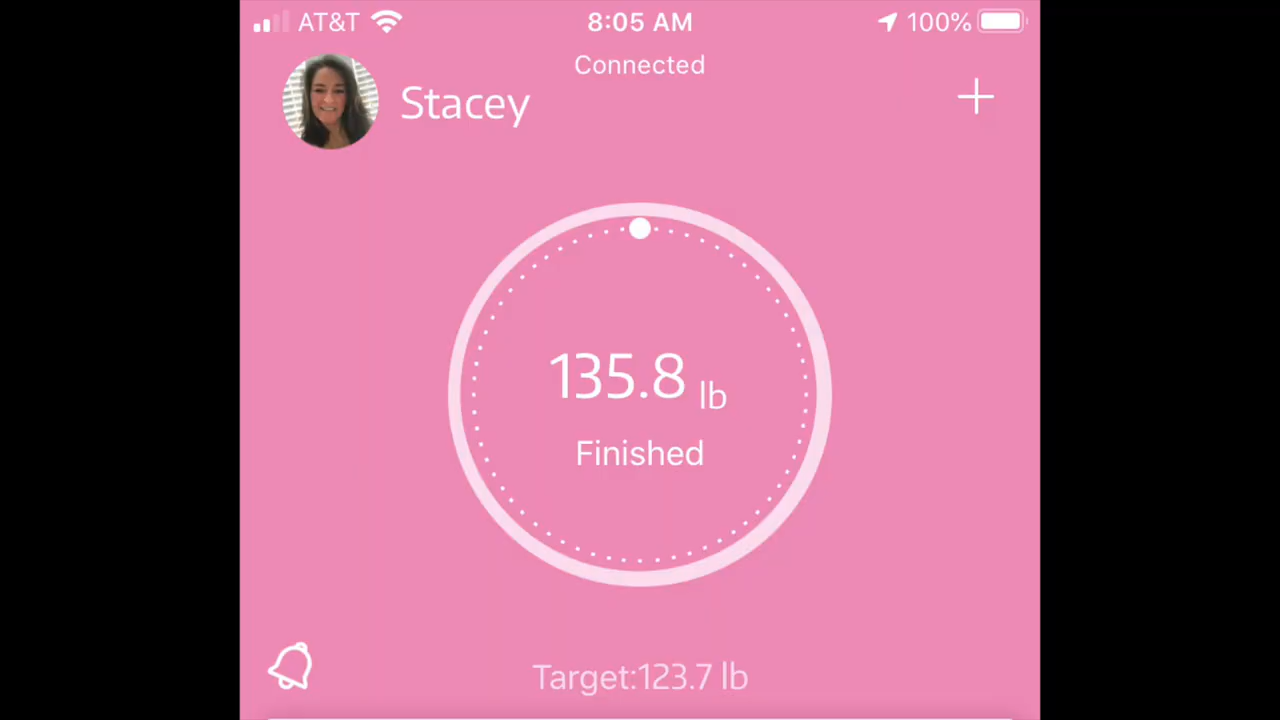 AT&T 8:05 AM 100%
Connected
Stacey
135.8 lb
Finished
Target:123.7 lb